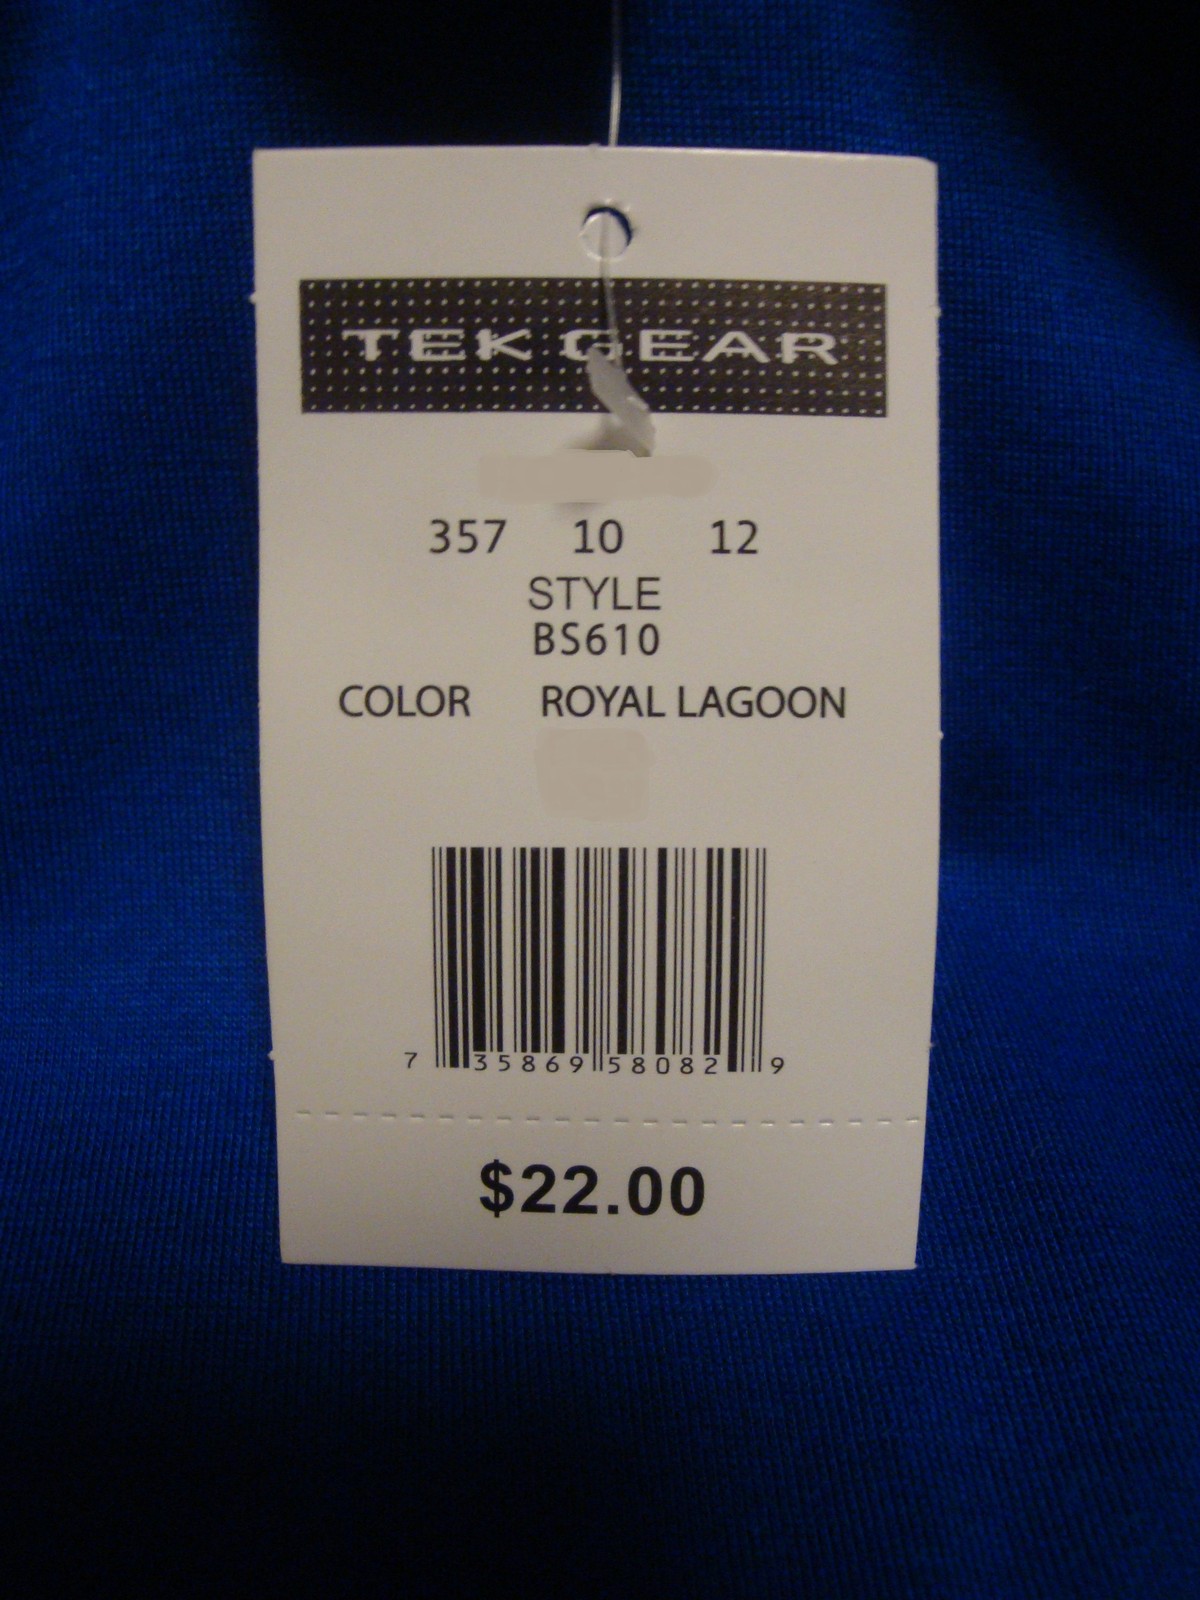 TEK GEAR
357 10 12
STYLE
BS610
COLOR ROYAL LAGOON
7 35869 58082 9
$22.00